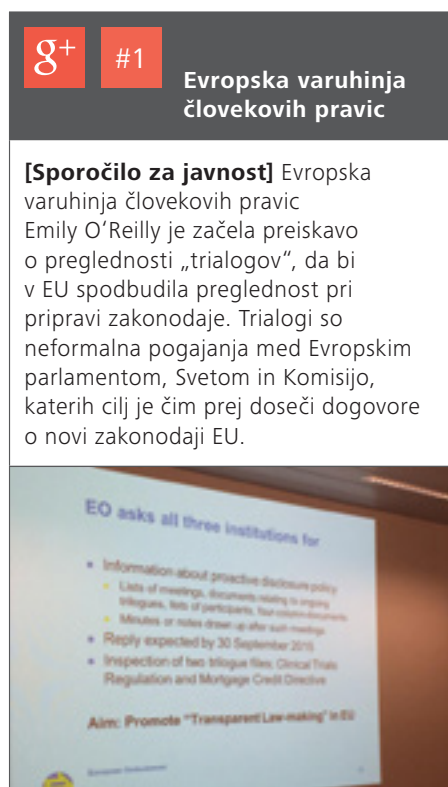 g+ #1
Evropska varuhinja
človekovih pravic
[Sporočilo za javnost] Evropska
varuhinja človekovih pravic
Emily O‘Reilly je začela preiskavo
o preglednosti „trialogov“, da bi
v EU spodbudila preglednost pri
pripravi zakonodaje. Trialogi so
neformalna pogajanja med Evropskim
parlamentom, Svetom in Komisijo,
katerih cilj je čim prej doseči dogovore
o novi zakonodaji EU.
EO asks all three institutions for
Information about proactive disclosure policy
Lists of meetings, documents relating to ongoing
trilogues, lists of participants, four column documents
Minutes or notes drawn up after such meetings
Reply expected by 30 September 2015
Inspection of two trilogue files: Clinical Trials
Regulation and Mortgage Credit Directive
Aim: Promote "Transparent Law-making" in EU
European Ombudsman